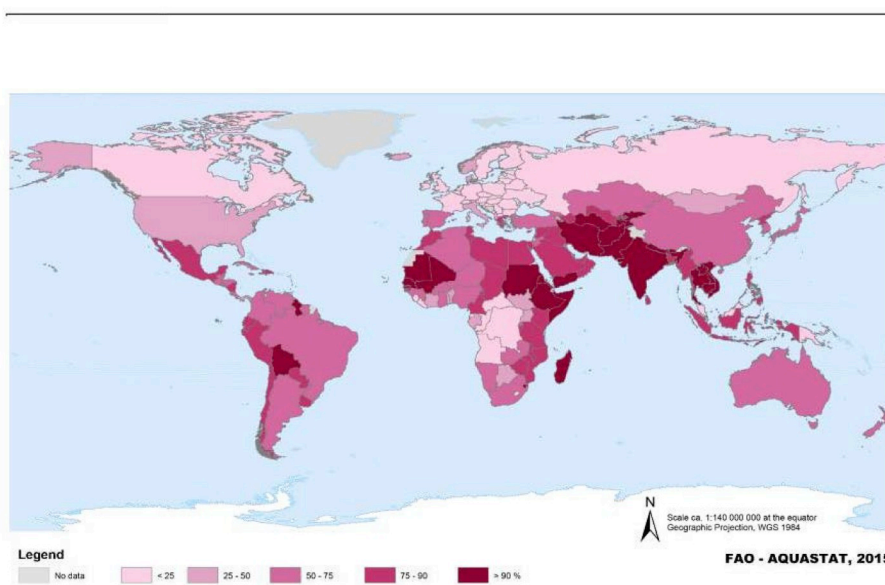 N
Scale ca. 1:140 000 000 at the equator
Geographic Projection, WGS 1984
Legend
No data
< 25
25 - 50
50 - 75
75 - 90
> 90 %
FAO - AQUASTAT, 2015